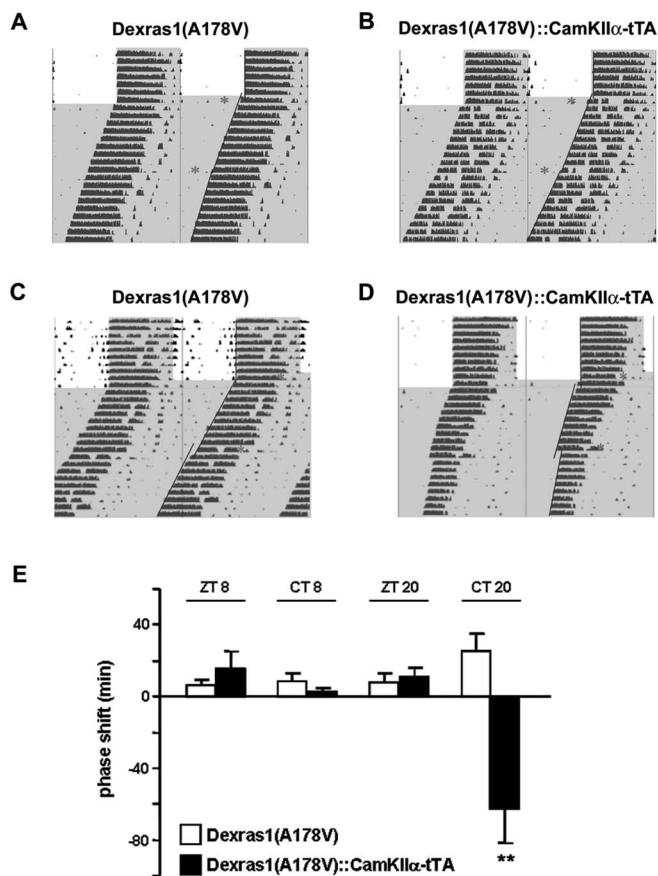 A
Dexras1(A178V)
B
Dexras1(A178V)::CamKIIα-tTA
*
*
*
*
C
Dexras1(A178V)
D
Dexras1(A178V)::CamKIIα-tTA
*
*
*
*
E
ZT 8
CT 8
ZT 20
CT 20
phase shift (min)
40
0
-40
-80
Dexras1(A178V)
Dexras1(A178V)::CamKIIα-tTA
**